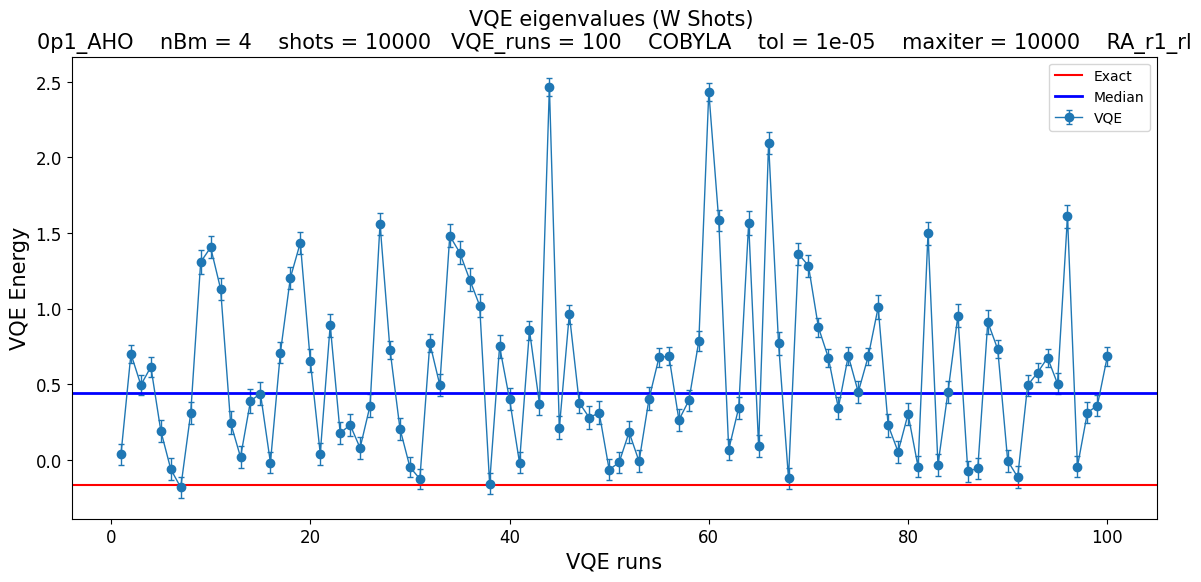 VQE eigenvalues (W Shots)
0p1_AHO nBm = 4 shots = 10000 VQE_runs = 100 COBYLA tol = 1e-05 maxiter = 10000 RA_r1_rl
Exact
Median
VQE
VQE Energy
2.5
2.0
1.5
1.0
0.5
0.0
0 20 40 60 80 100
VQE runs